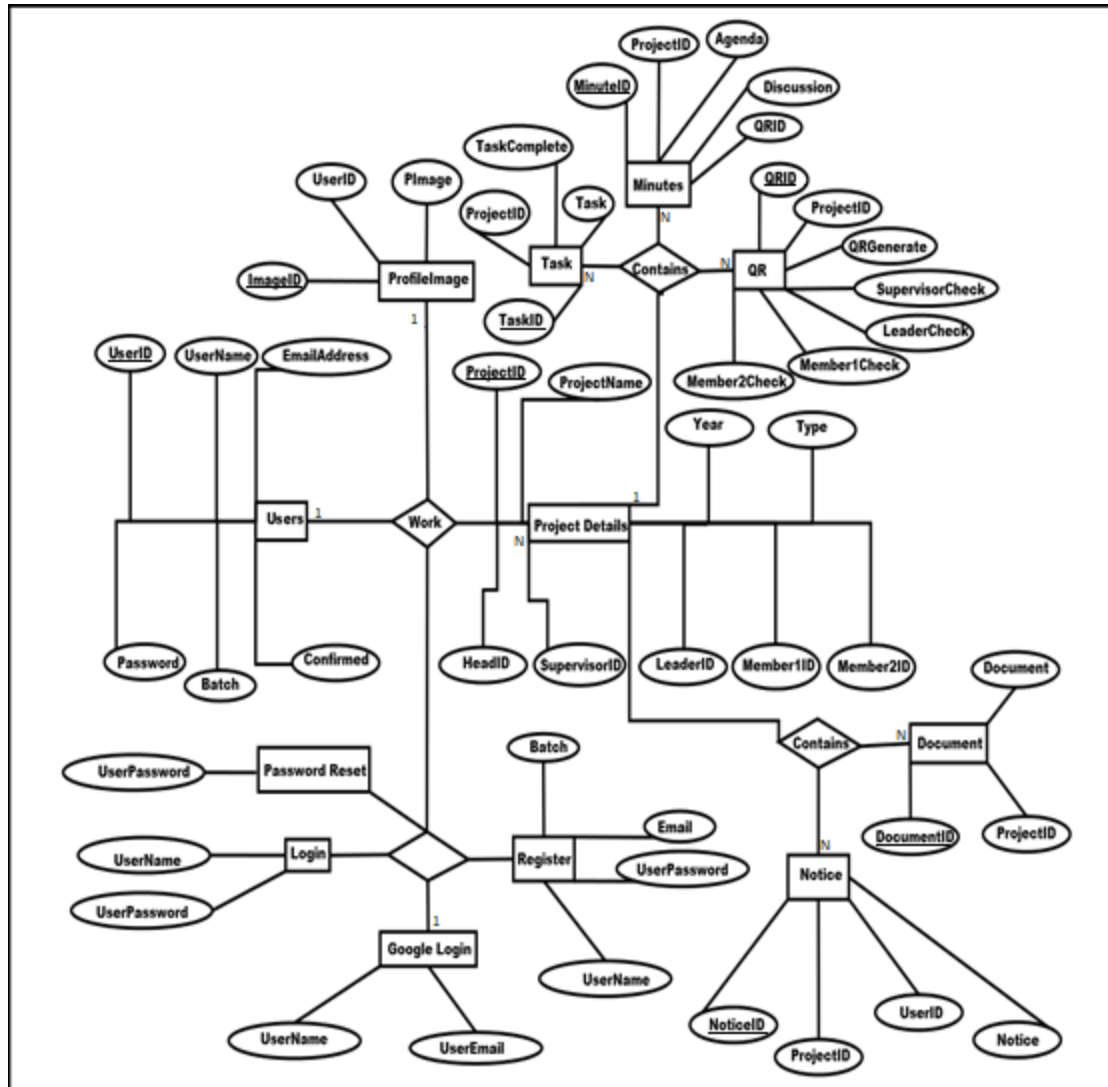 ProjectID
Agenda
MinuteID
Discussion
QRID
TaskComplete
Minutes
UserID
PImage
Task
QRID
ProjectID
ProjectID
N
QRGenerate
Task
Contains
N
QR
ImageID
ProfileImage
N
SupervisorCheck
1
TaskID
LeaderCheck
UserID
UserName
EmailAddress
ProjectID
ProjectName
Member1Check
Member2Check
Year
Type
1
Users
1
Work
Project Details
N
Password
Confirmed
HeadID
SupervisorID
LeaderID
Member1ID
Member2ID
Batch
Document
Batch
Contains
N
Document
UserPassword
Password Reset
Email
DocumentID
ProjectID
N
UserName
Login
Register
UserPassword
Notice
UserPassword
1
Google Login
UserName
UserID
NoticeID
UserName
UserEmail
Notice
ProjectID